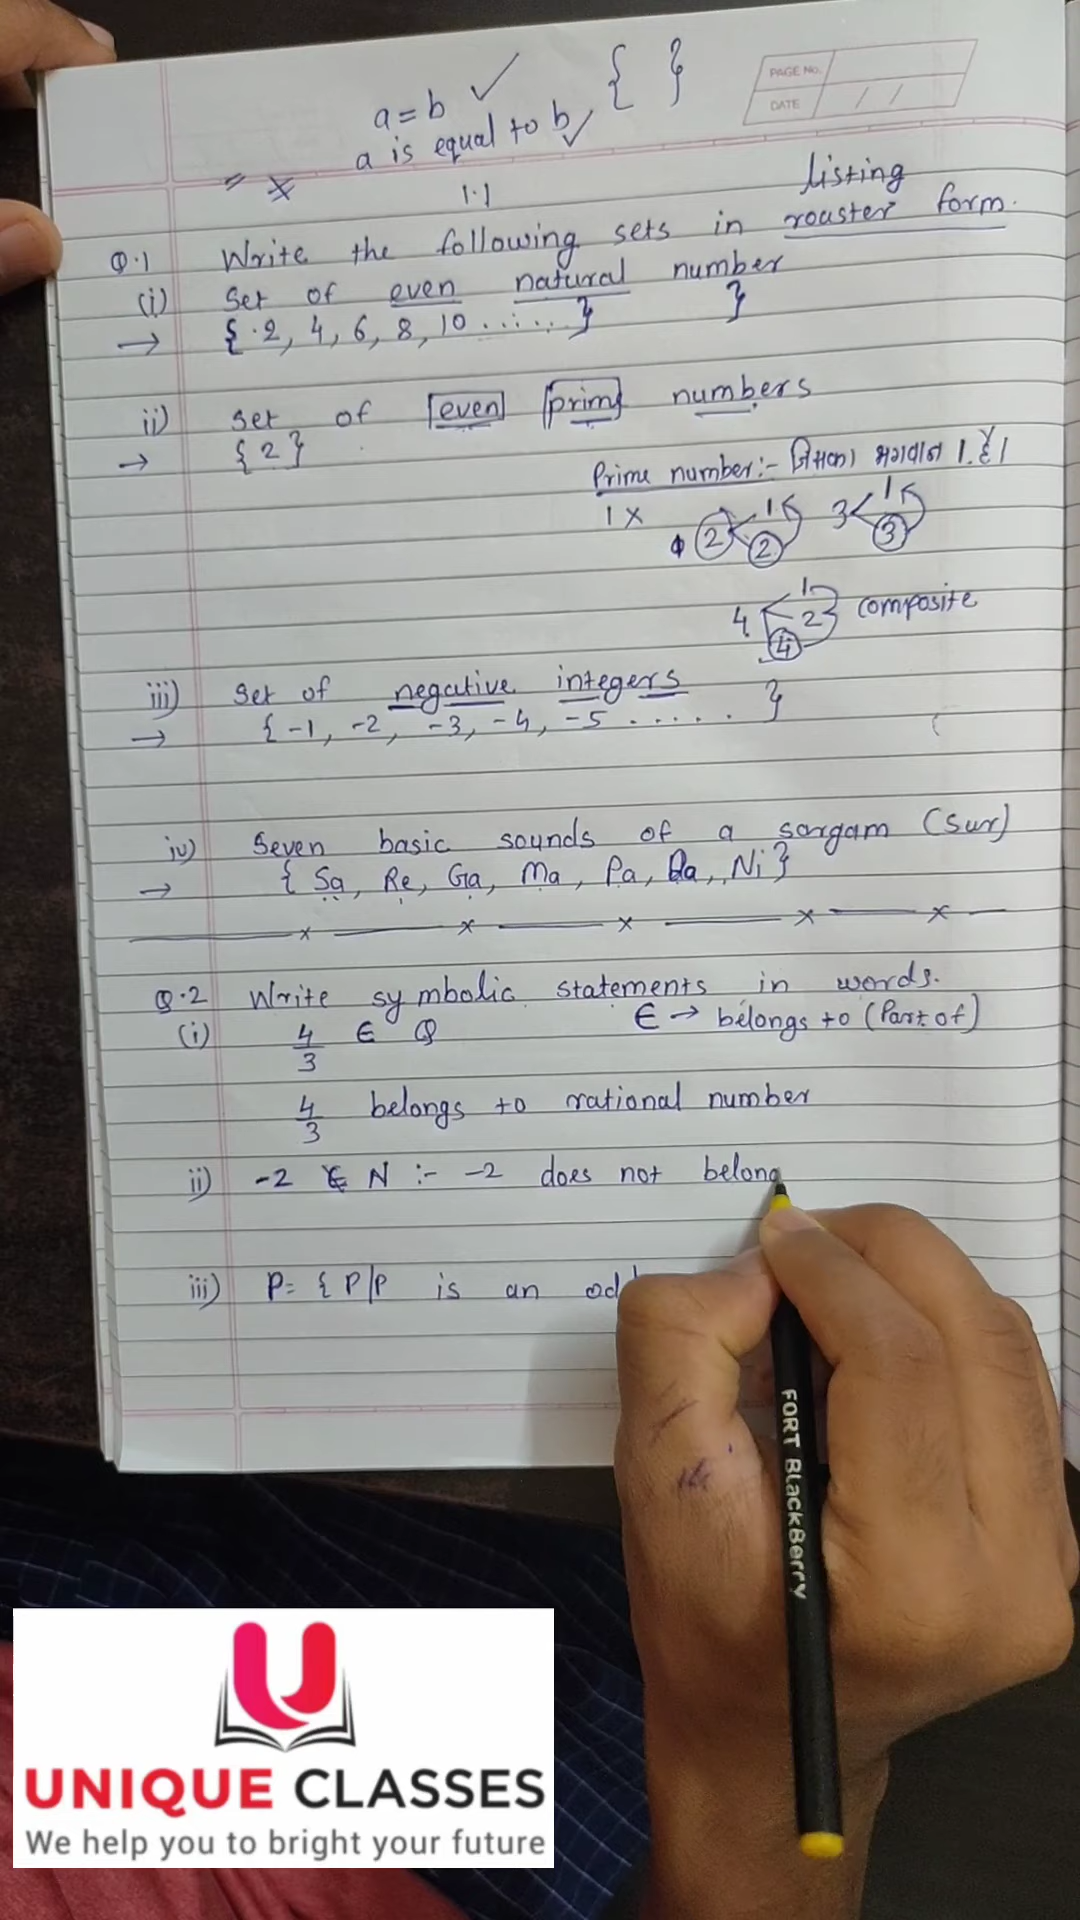 a = b ✓ { }
PAGE No.
DATE / /
a is equal to b ✓
= ×
1.1
listing
Q.1 Write the following sets in rouster form.
(i) Set of even natural number
→ { 2, 4, 6, 8, 10 ...... } }
ii) Set of even prime numbers
→ { 2 }
Prime number:- जिसका भगवान 1 है।
1 ×
2 < 1 2
3 < 1 3
4 < 1 2 4 composite
iii) Set of negative integers
→ { -1, -2, -3, -4, -5 ...... }
iv) Seven basic sounds of a sargam (Sur)
→ { Sa, Re, Ga, Ma, Pa, Da, Ni }
Q.2 Write symbolic statements in words.
(i) 4/3 ∈ Q ∈ → belongs to (Part of)
4/3 belongs to rational number
ii) -2 ∉ N :- -2 does not belong
iii) P = { P/P is an odd
FORT BLackBerry
UNIQUE CLASSES
We help you to bright your future